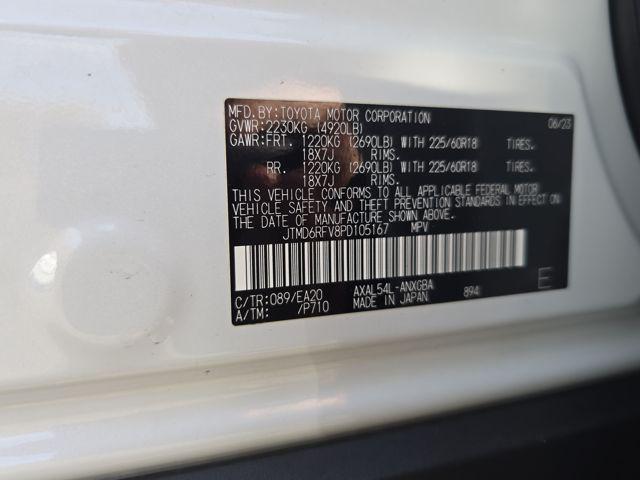 MFD.BY:TOYOTA MOTOR CORPORATION 06/23
GVWR:2230KG (4920LB)
GAWR:FRT. 1220KG (2690LB) WITH 225/60R18 TIRES.
18X7J RIMS.
RR. 1220KG (2690LB) WITH 225/60R18 TIRES.
18X7J RIMS.
THIS VEHICLE CONFORMS TO ALL APPLICABLE FEDERAL MOTOR
VEHICLE SAFETY AND THEFT PREVENTION STANDARDS IN EFFECT ON
THE DATE OF MANUFACTURE SHOWN ABOVE.
JTMD6RFV8PD105167 MPV
C/TR:089/EA20 AXAL54L-ANXGBA 894 E
A/TM: /P710 MADE IN JAPAN